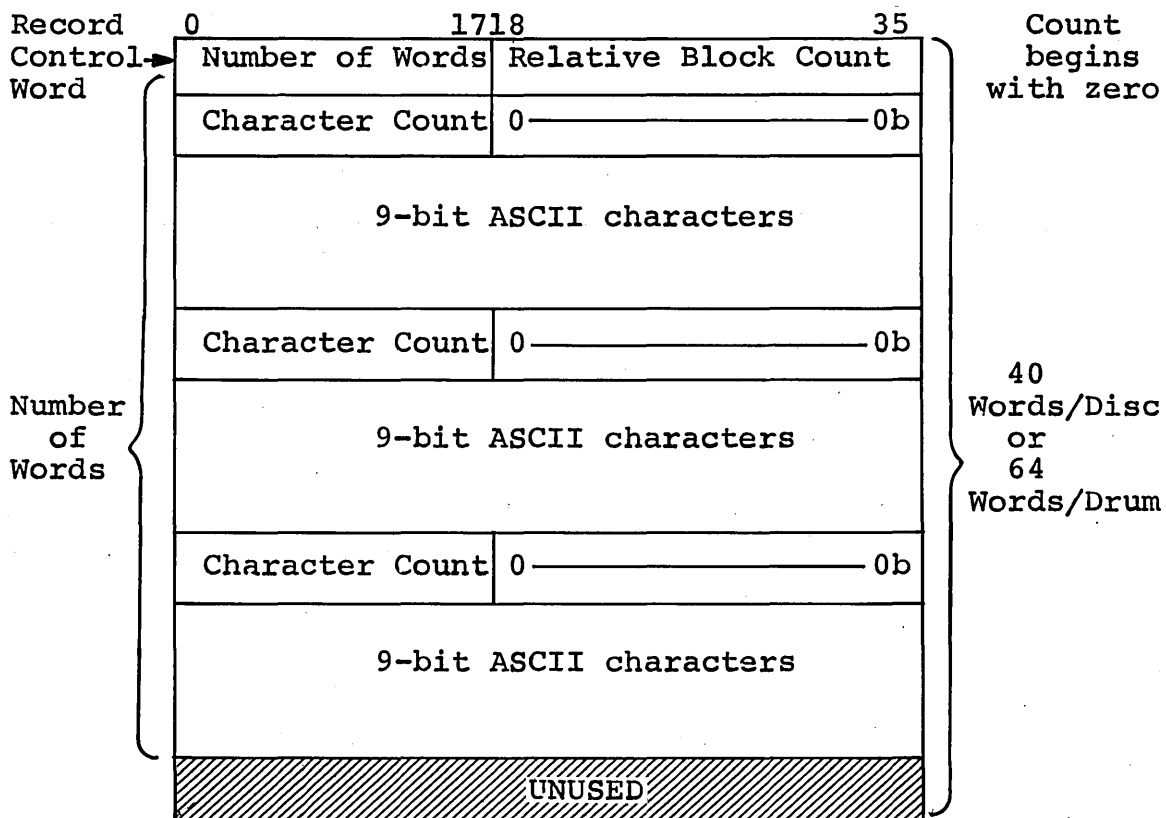 Record 0 1718 35 Count
Control Number of Words Relative Block Count begins
Word with zero
Character Count 0 0b
9-bit ASCII characters
Character Count 0 0b
40
Number Words/Disc
of 9-bit ASCII characters or
Words 64
Words/Drum
Character Count 0 0b
9-bit ASCII characters
UNUSED